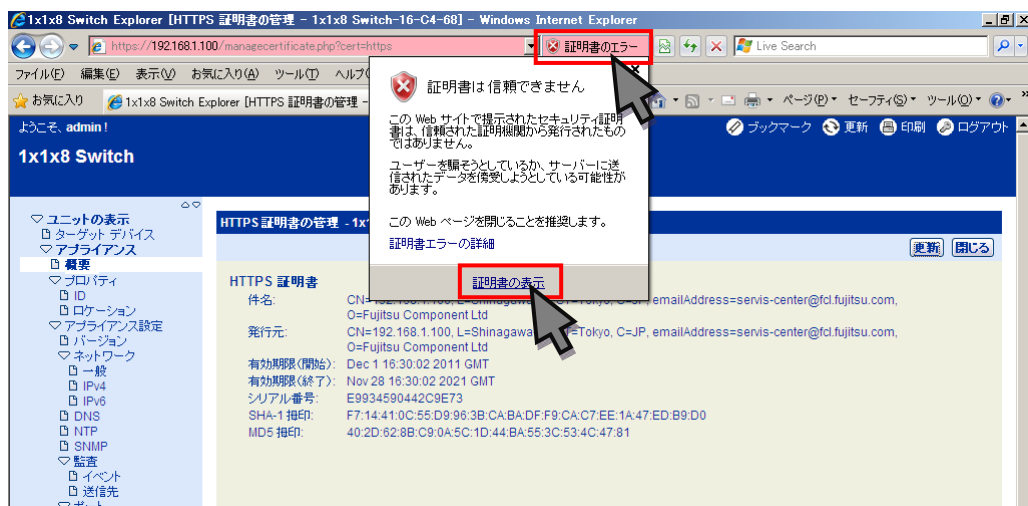 1x1x8 Switch Explorer [HTTPS 証明書の管理 - 1x1x8 Switch-16-C4-68] - Windows Internet Explorer
https://192.168.1.100/managecertificate.php?cert=https
証明書のエラー
Live Search
ファイル(F) 編集(E) 表示(V) お気に入り(A) ツール(T) ヘルプ(
お気に入り
1x1x8 Switch Explorer [HTTPS 証明書の管理 -
ページ(P) セーフティ(S) ツール(O)
ようこそ、admin !
ブックマーク 更新 印刷 ログアウト
1x1x8 Switch
証明書は信頼できません
この Web サイトで提示されたセキュリティ証明
書は、信頼された証明機関から発行されたもの
ではありません。
ユーザーを騙そうとしているか、サーバーに送
信されたデータを傍受しようとしている可能性が
あります。
この Web ページを閉じることを推奨します。
証明書エラーの詳細
証明書の表示
ユニットの表示
ターゲット デバイス
アプライアンス
概要
プロパティ
ID
ロケーション
アプライアンス設定
バージョン
ネットワーク
一般
IPv4
IPv6
DNS
NTP
SNMP
監査
イベント
送信先
ポート
HTTPS 証明書の管理 - 1x
更新 閉じる
HTTPS 証明書
件名: CN=192.168.1.100, L=Shinagawa Tokyo, C=JP, emailAddress=servis-center@fcl.fujitsu.com,
O=Fujitsu Component Ltd
発行元: CN=192.168.1.100, L=Shinagawa =Tokyo, C=JP, emailAddress=servis-center@fcl.fujitsu.com,
O=Fujitsu Component Ltd
有効期限(開始): Dec 1 16:30:02 2011 GMT
有効期限(終了): Nov 28 16:30:02 2021 GMT
シリアル番号: E9934590442C9E73
SHA-1 拇印: F7:14:41:0C:55:D9:96:3B:CA:BA:DF:F9:CA:C7:EE:1A:47:ED:B9:D0
MD5 拇印: 40:2D:62:8B:C9:0A:5C:1D:44:BA:55:3C:53:4C:47:81